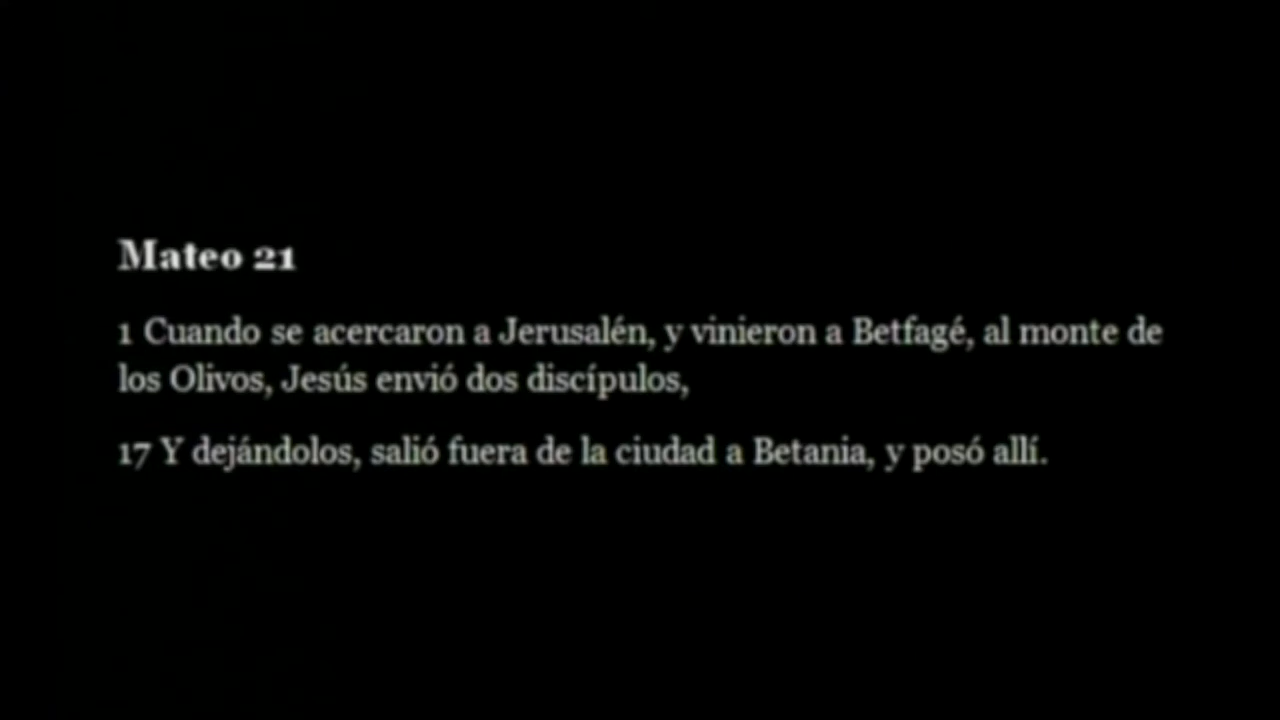 Mateo 21
1 Cuando se acercaron a Jerusalén, y vinieron a Betfagé, al monte de
los Olivos, Jesús envió dos discípulos,
17 Y dejándolos, salió fuera de la ciudad a Betania, y posó allí.